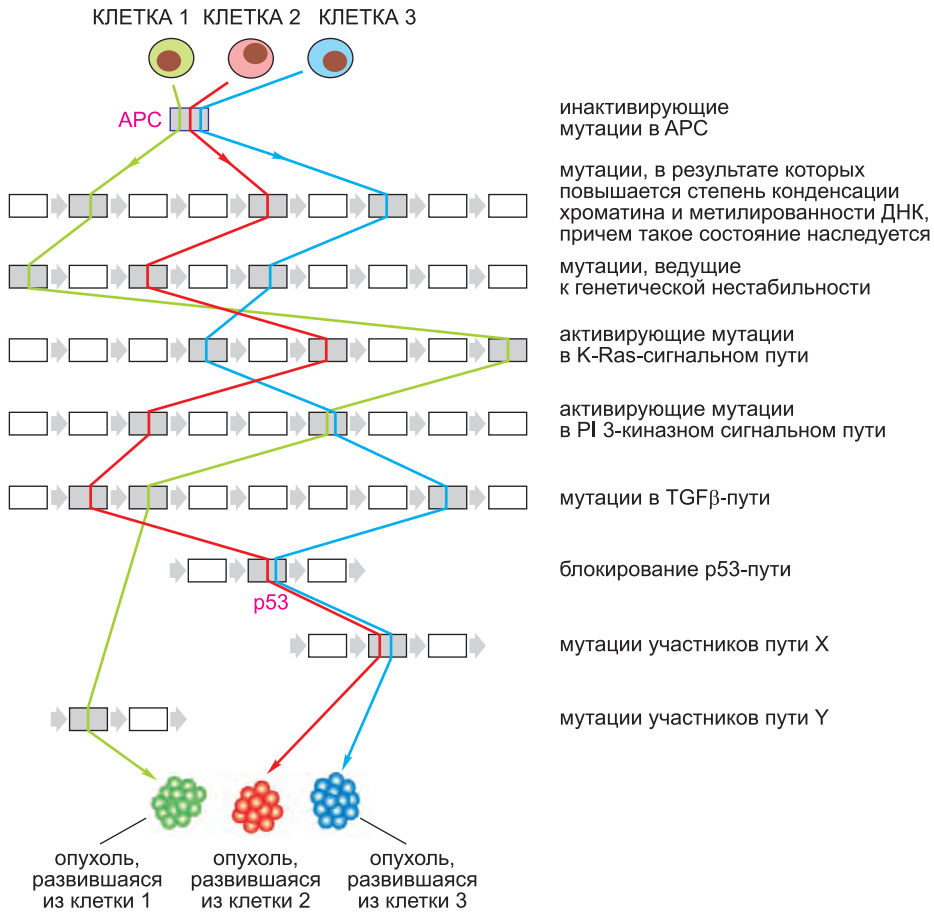 КЛЕТКА 1 КЛЕТКА 2 КЛЕТКА 3
APC
инактивирующие
мутации в APC
мутации, в результате которых
повышается степень конденсации
хроматина и метилированности ДНК,
причем такое состояние наследуется
мутации, ведущие
к генетической нестабильности
активирующие мутации
в K-Ras-сигнальном пути
активирующие мутации
в PI 3-киназном сигнальном пути
мутации в TGFβ-пути
блокирование p53-пути
p53
мутации участников пути X
мутации участников пути Y
опухоль,
развившаяся
из клетки 1
опухоль,
развившаяся
из клетки 2
опухоль,
развившаяся
из клетки 3